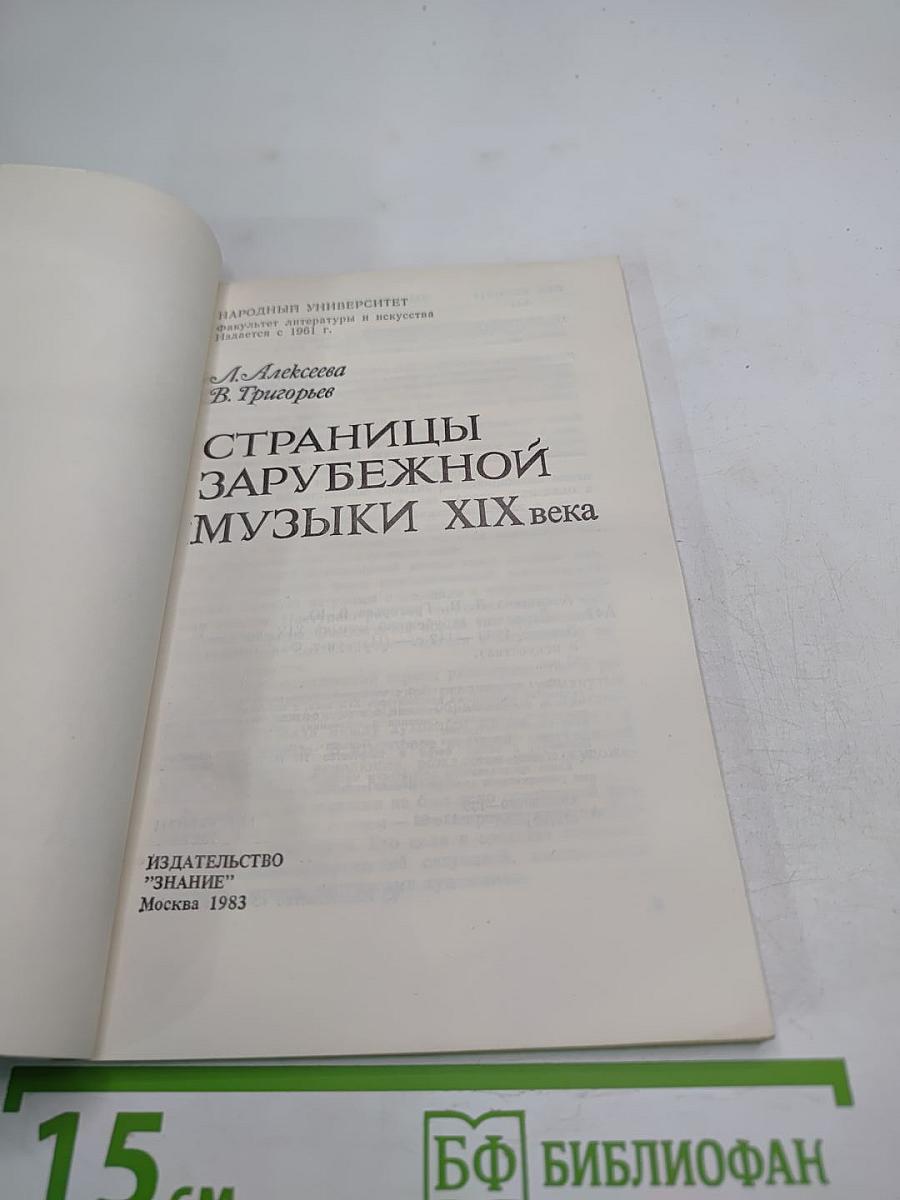 НАРОДНЫЙ УНИВЕРСИТЕТ
Факультет литературы и искусства
Издается с 1961 г.
Л. Алексеева
В. Григорьев
СТРАНИЦЫ
ЗАРУБЕЖНОЙ
МУЗЫКИ XIX века
ИЗДАТЕЛЬСТВО
"ЗНАНИЕ"
Москва 1983
15 см
БФ БИБЛИОФАН